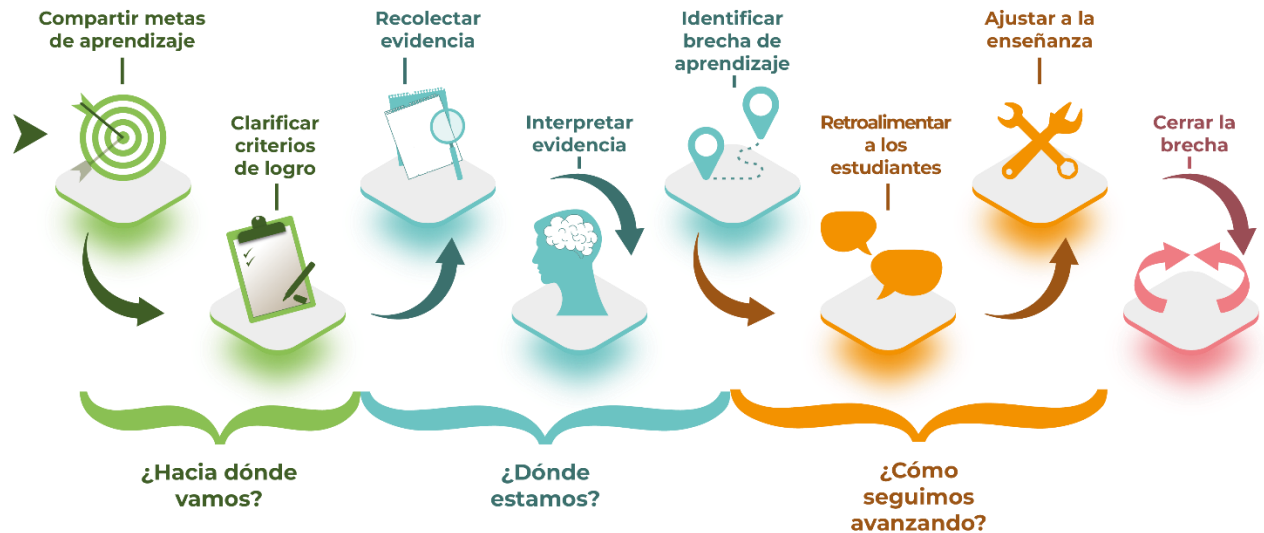 Compartir metas
de aprendizaje
Clarificar
criterios
de logro
Recolectar
evidencia
Interpretar
evidencia
Identificar
brecha de
aprendizaje
Retroalimentar
a los
estudiantes
Ajustar a la
enseñanza
Cerrar la
brecha
¿Hacia dónde
vamos?
¿Dónde
estamos?
¿Cómo
seguimos
avanzando?